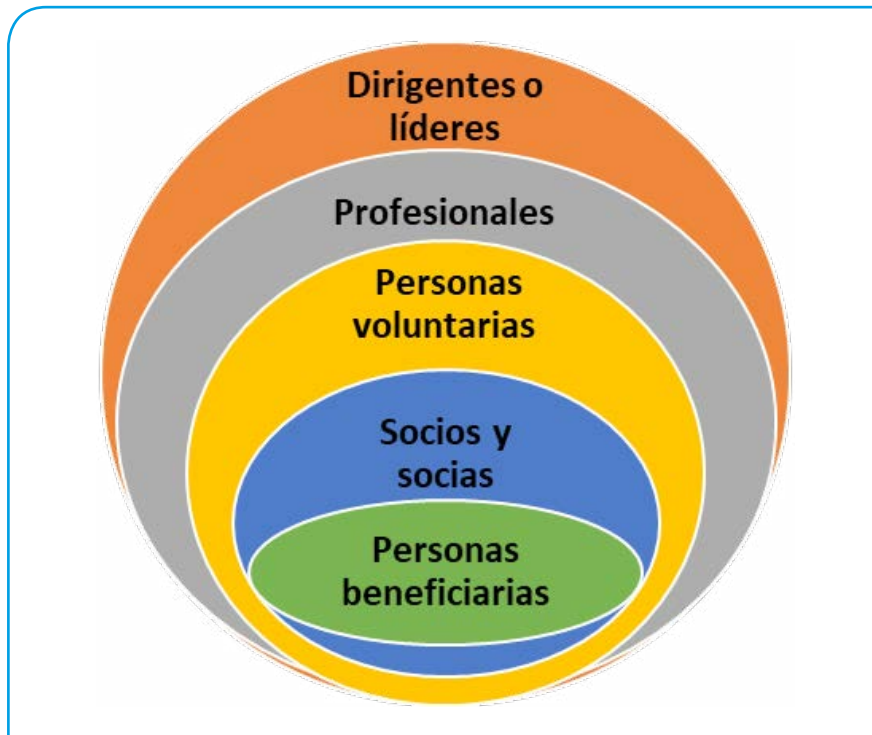 Dirigentes o
líderes
Profesionales
Personas
voluntarias
Socios y
socias
Personas
beneficiarias